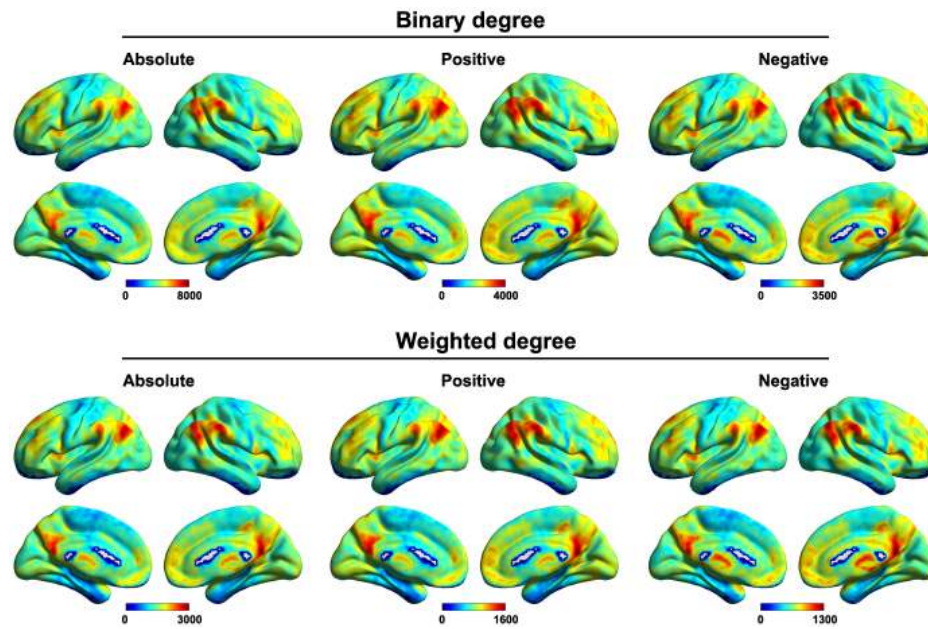 Binary degree
Absolute Positive Negative
0 8000 0 4000 0 3500
Weighted degree
Absolute Positive Negative
0 3000 0 1600 0 1300